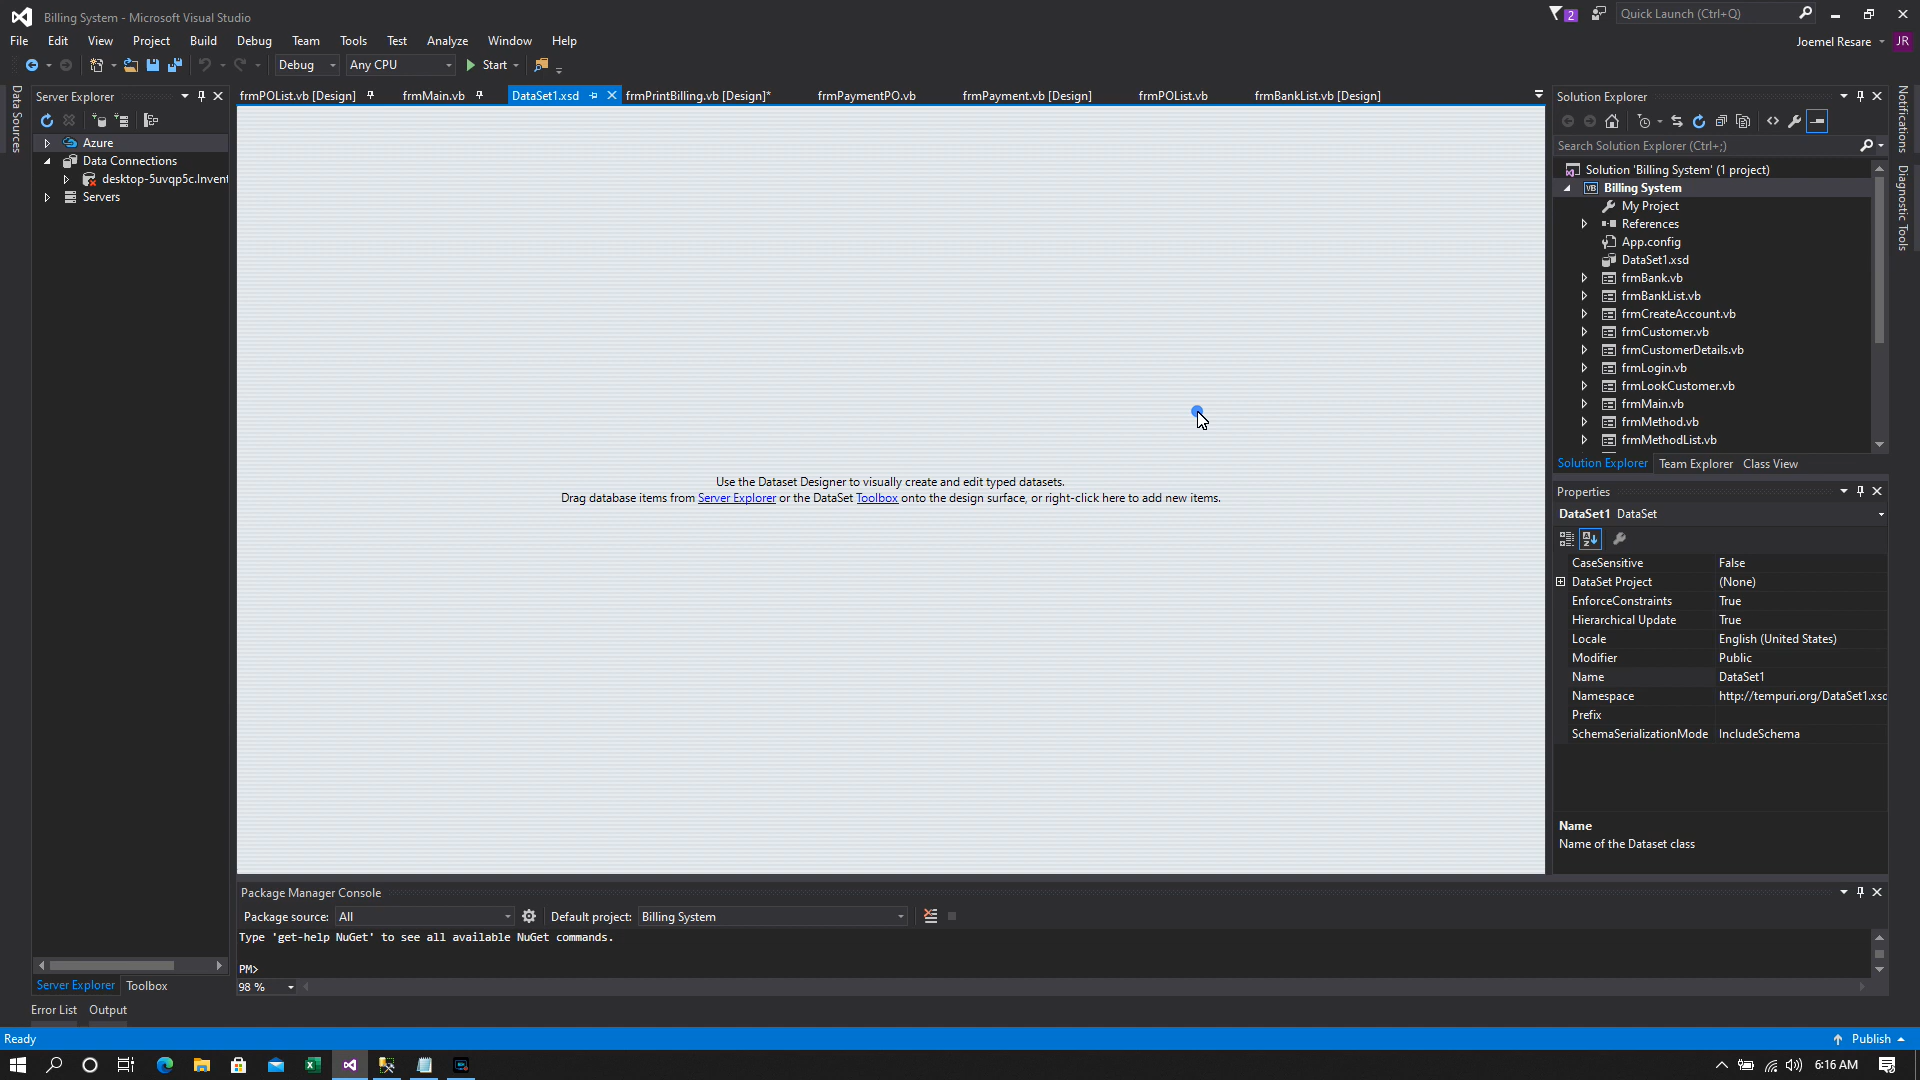 Billing System - Microsoft Visual Studio
2
Quick Launch (Ctrl+Q)
File Edit View Project Build Debug Team Tools Test Analyze Window Help
Joemel Resare JR
Debug Any CPU Start
Data Sources
Server Explorer
Azure
Data Connections
desktop-5uvqp5c.Invent
Servers
frmPOList.vb [Design] frmMain.vb DataSet1.xsd frmPrintBilling.vb [Design]* frmPaymentPO.vb frmPayment.vb [Design] frmPOList.vb frmBankList.vb [Design]
Use the Dataset Designer to visually create and edit typed datasets.
Drag database items from Server Explorer or the DataSet Toolbox onto the design surface, or right-click here to add new items.
Solution Explorer
Search Solution Explorer (Ctrl+;)
Solution 'Billing System' (1 project)
VB Billing System
My Project
References
App.config
DataSet1.xsd
frmBank.vb
frmBankList.vb
frmCreateAccount.vb
frmCustomer.vb
frmCustomerDetails.vb
frmLogin.vb
frmLookCustomer.vb
frmMain.vb
frmMethod.vb
frmMethodList.vb
Solution Explorer Team Explorer Class View
Notifications
Diagnostic Tools
Properties
DataSet1 DataSet
CaseSensitive False
DataSet Project (None)
EnforceConstraints True
Hierarchical Update True
Locale English (United States)
Modifier Public
Name DataSet1
Namespace http://tempuri.org/DataSet1.xsd
Prefix
SchemaSerializationMode IncludeSchema
Name
Name of the Dataset class
Package Manager Console
Package source: All Default project: Billing System
Type 'get-help NuGet' to see all available NuGet commands.
PM>
98 %
Server Explorer Toolbox
Error List Output
Ready
Publish
6:16 AM